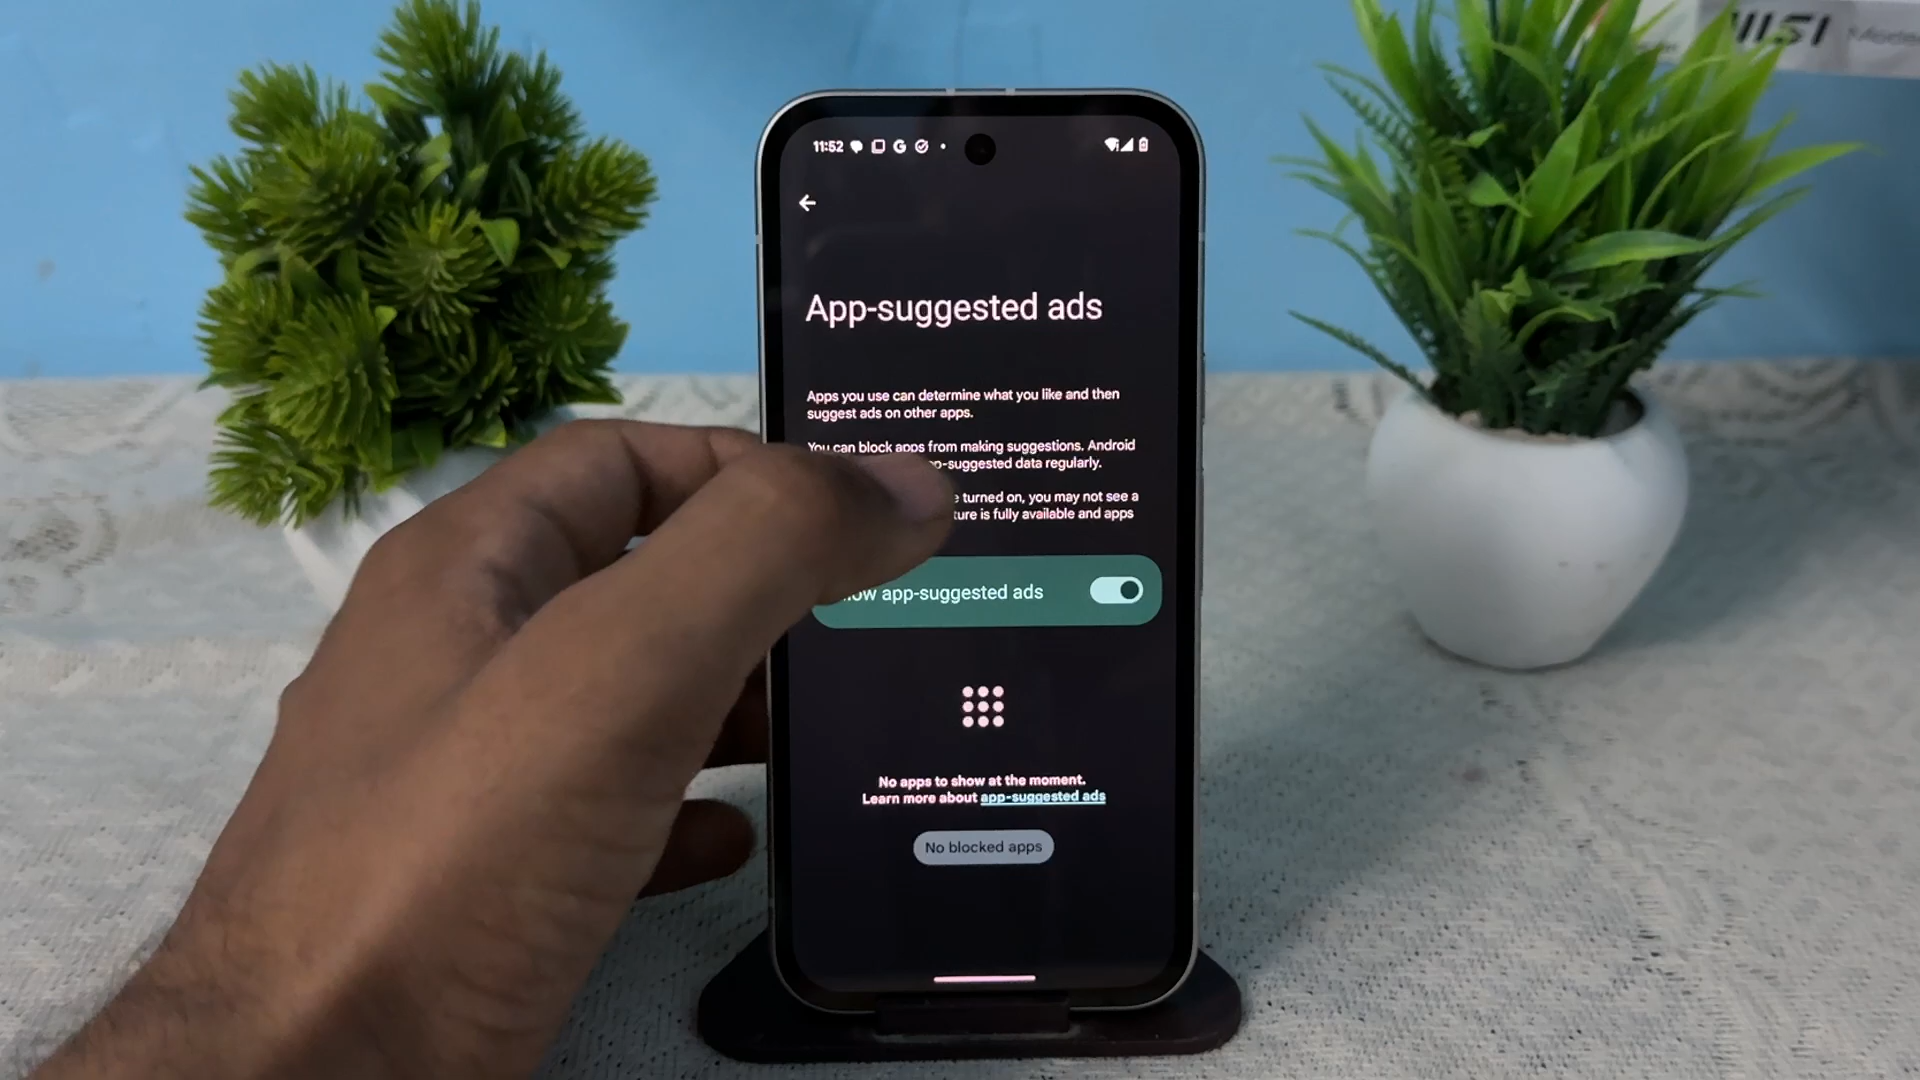 11:52
App-suggested ads
Apps you use can determine what you like and then
suggest ads on other apps.
You can block apps from making suggestions. Android
-suggested data regularly.
turned on, you may not see a
is fully available and apps
app-suggested ads
No apps to show at the moment.
Learn more about app-suggested ads
No blocked apps
msi